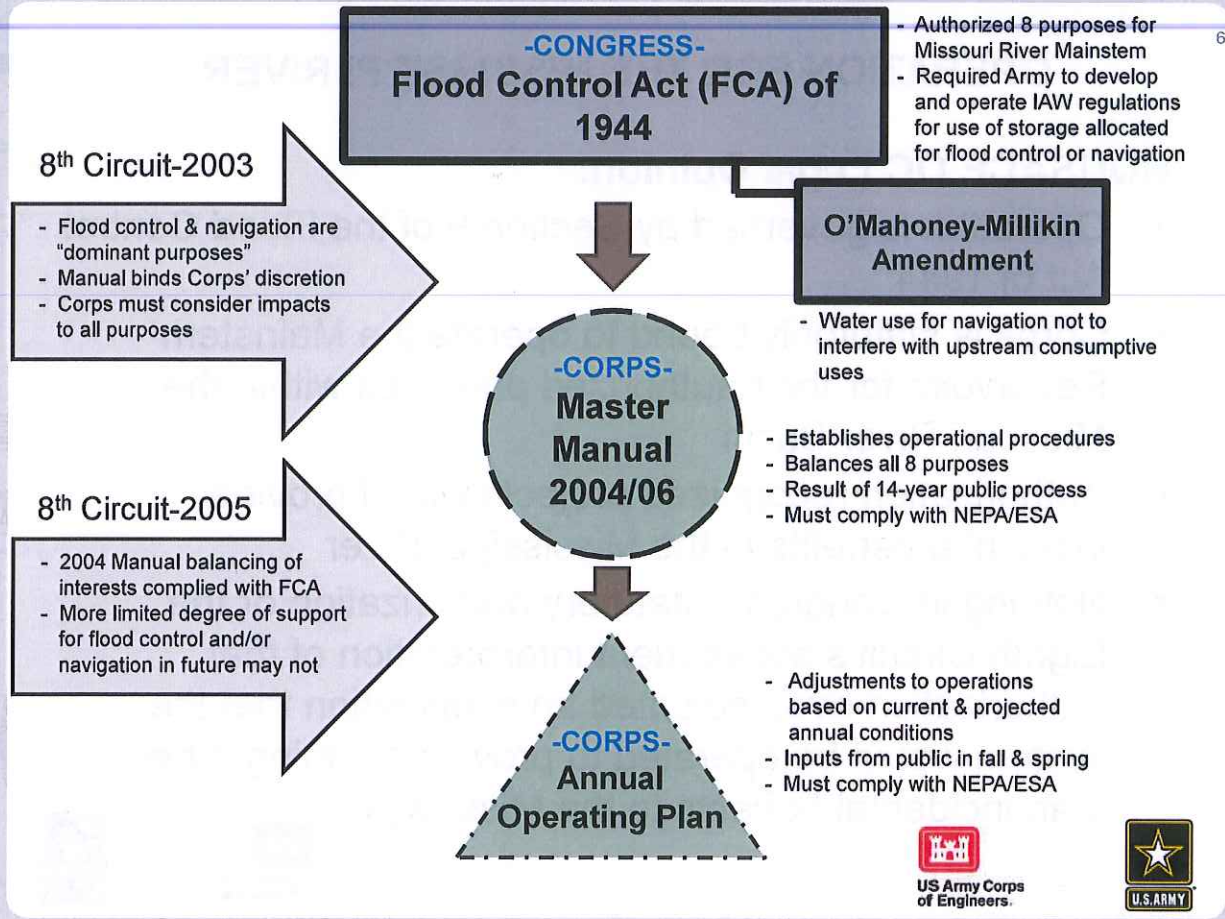 6
-CONGRESS-
Flood Control Act (FCA) of
1944
- Authorized 8 purposes for
Missouri River Mainstem
- Required Army to develop
and operate IAW regulations
for use of storage allocated
for flood control or navigation
O'Mahoney-Millikin
Amendment
- Water use for navigation not to
interfere with upstream consumptive
uses
8th Circuit-2003
- Flood control & navigation are
"dominant purposes"
- Manual binds Corps' discretion
- Corps must consider impacts
to all purposes
-CORPS-
Master
Manual
2004/06
- Establishes operational procedures
- Balances all 8 purposes
- Result of 14-year public process
- Must comply with NEPA/ESA
8th Circuit-2005
- 2004 Manual balancing of
interests complied with FCA
- More limited degree of support
for flood control and/or
navigation in future may not
-CORPS-
Annual
Operating Plan
- Adjustments to operations
based on current & projected
annual conditions
- Inputs from public in fall & spring
- Must comply with NEPA/ESA
US Army Corps
of Engineers.
U.S.ARMY